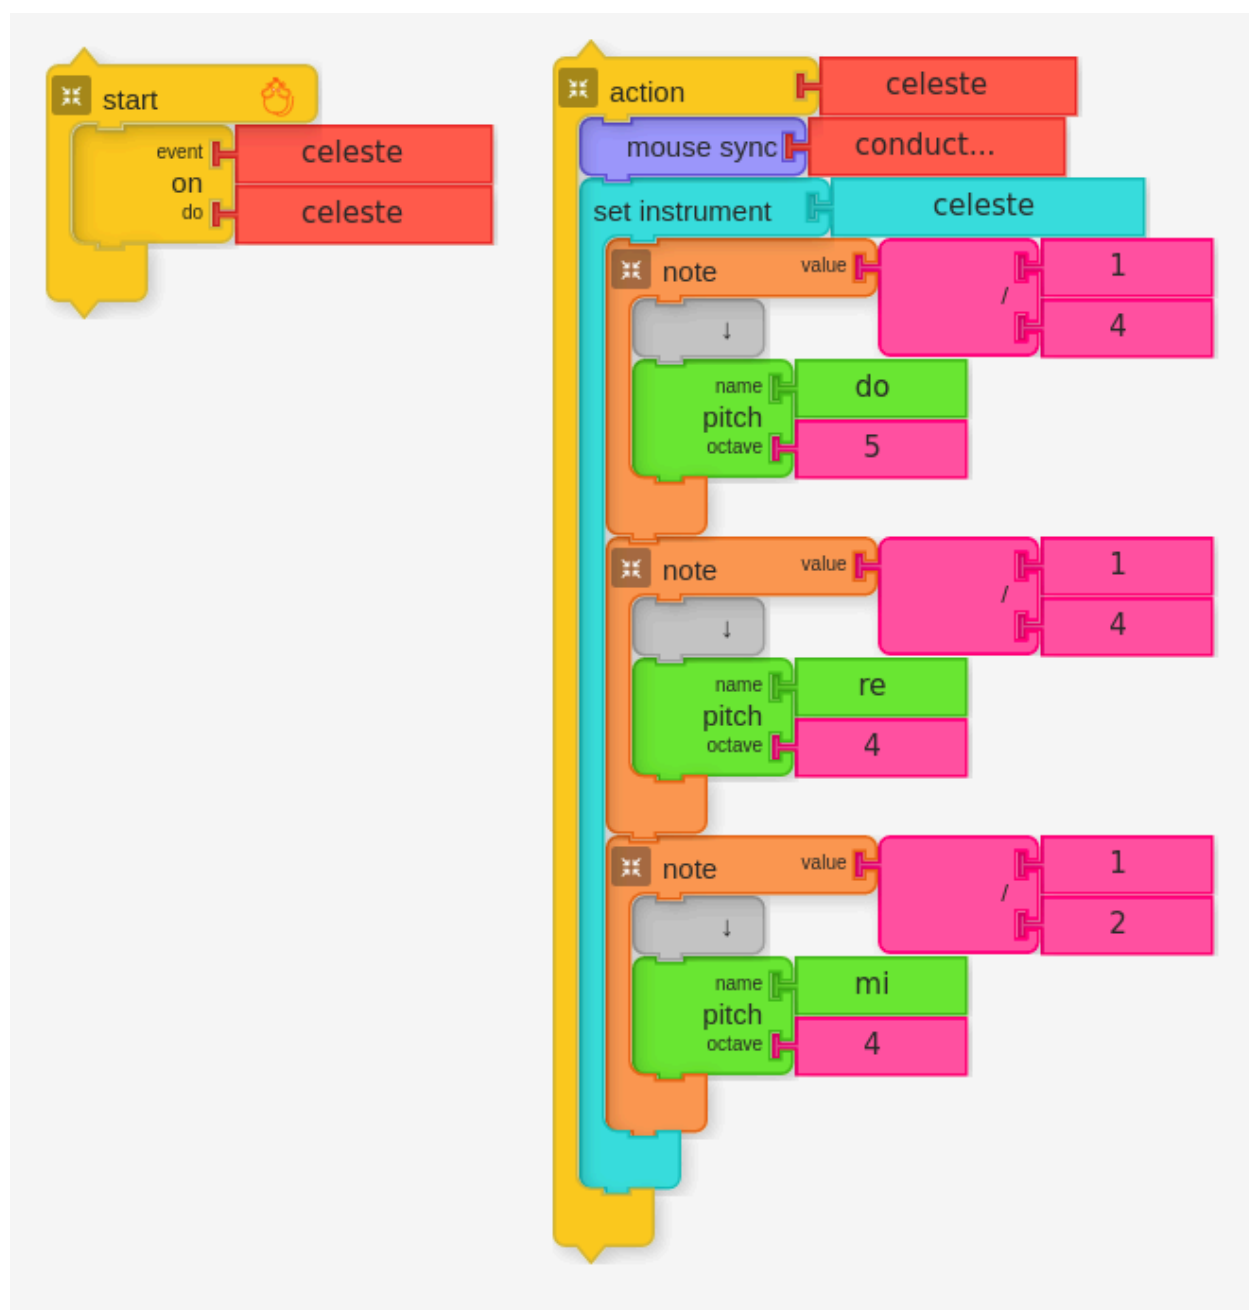 start
event celeste
on
do celeste
action celeste
mouse sync conduct...
set instrument celeste
note value 1
/
4
↓
name do
pitch
octave 5
note value 1
/
4
↓
name re
pitch
octave 4
note value 1
/
2
↓
name mi
pitch
octave 4